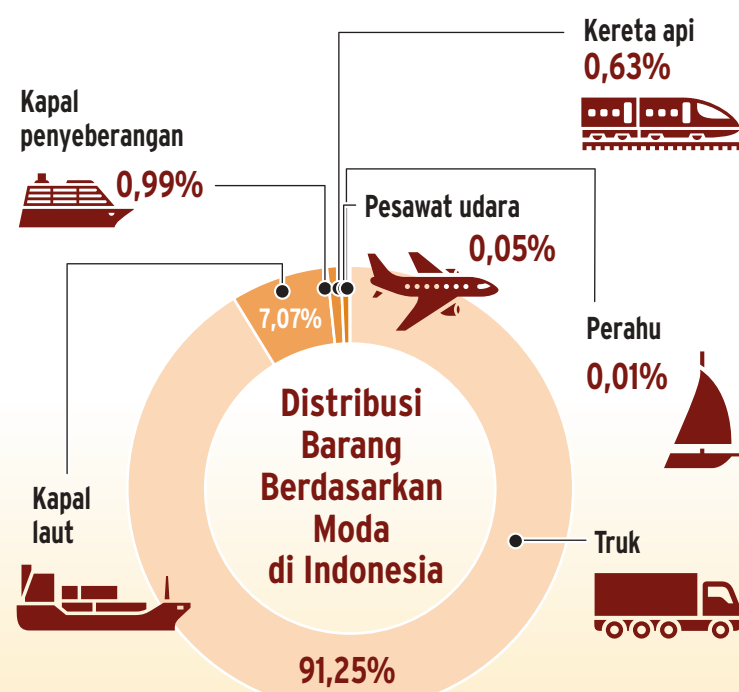 Kereta api
0,63%
Kapal
penyeberangan
0,99%
Pesawat udara
0,05%
7,07%
Perahu
0,01%
Distribusi
Barang
Berdasarkan
Moda
di Indonesia
Kapal
laut
Truk
91,25%